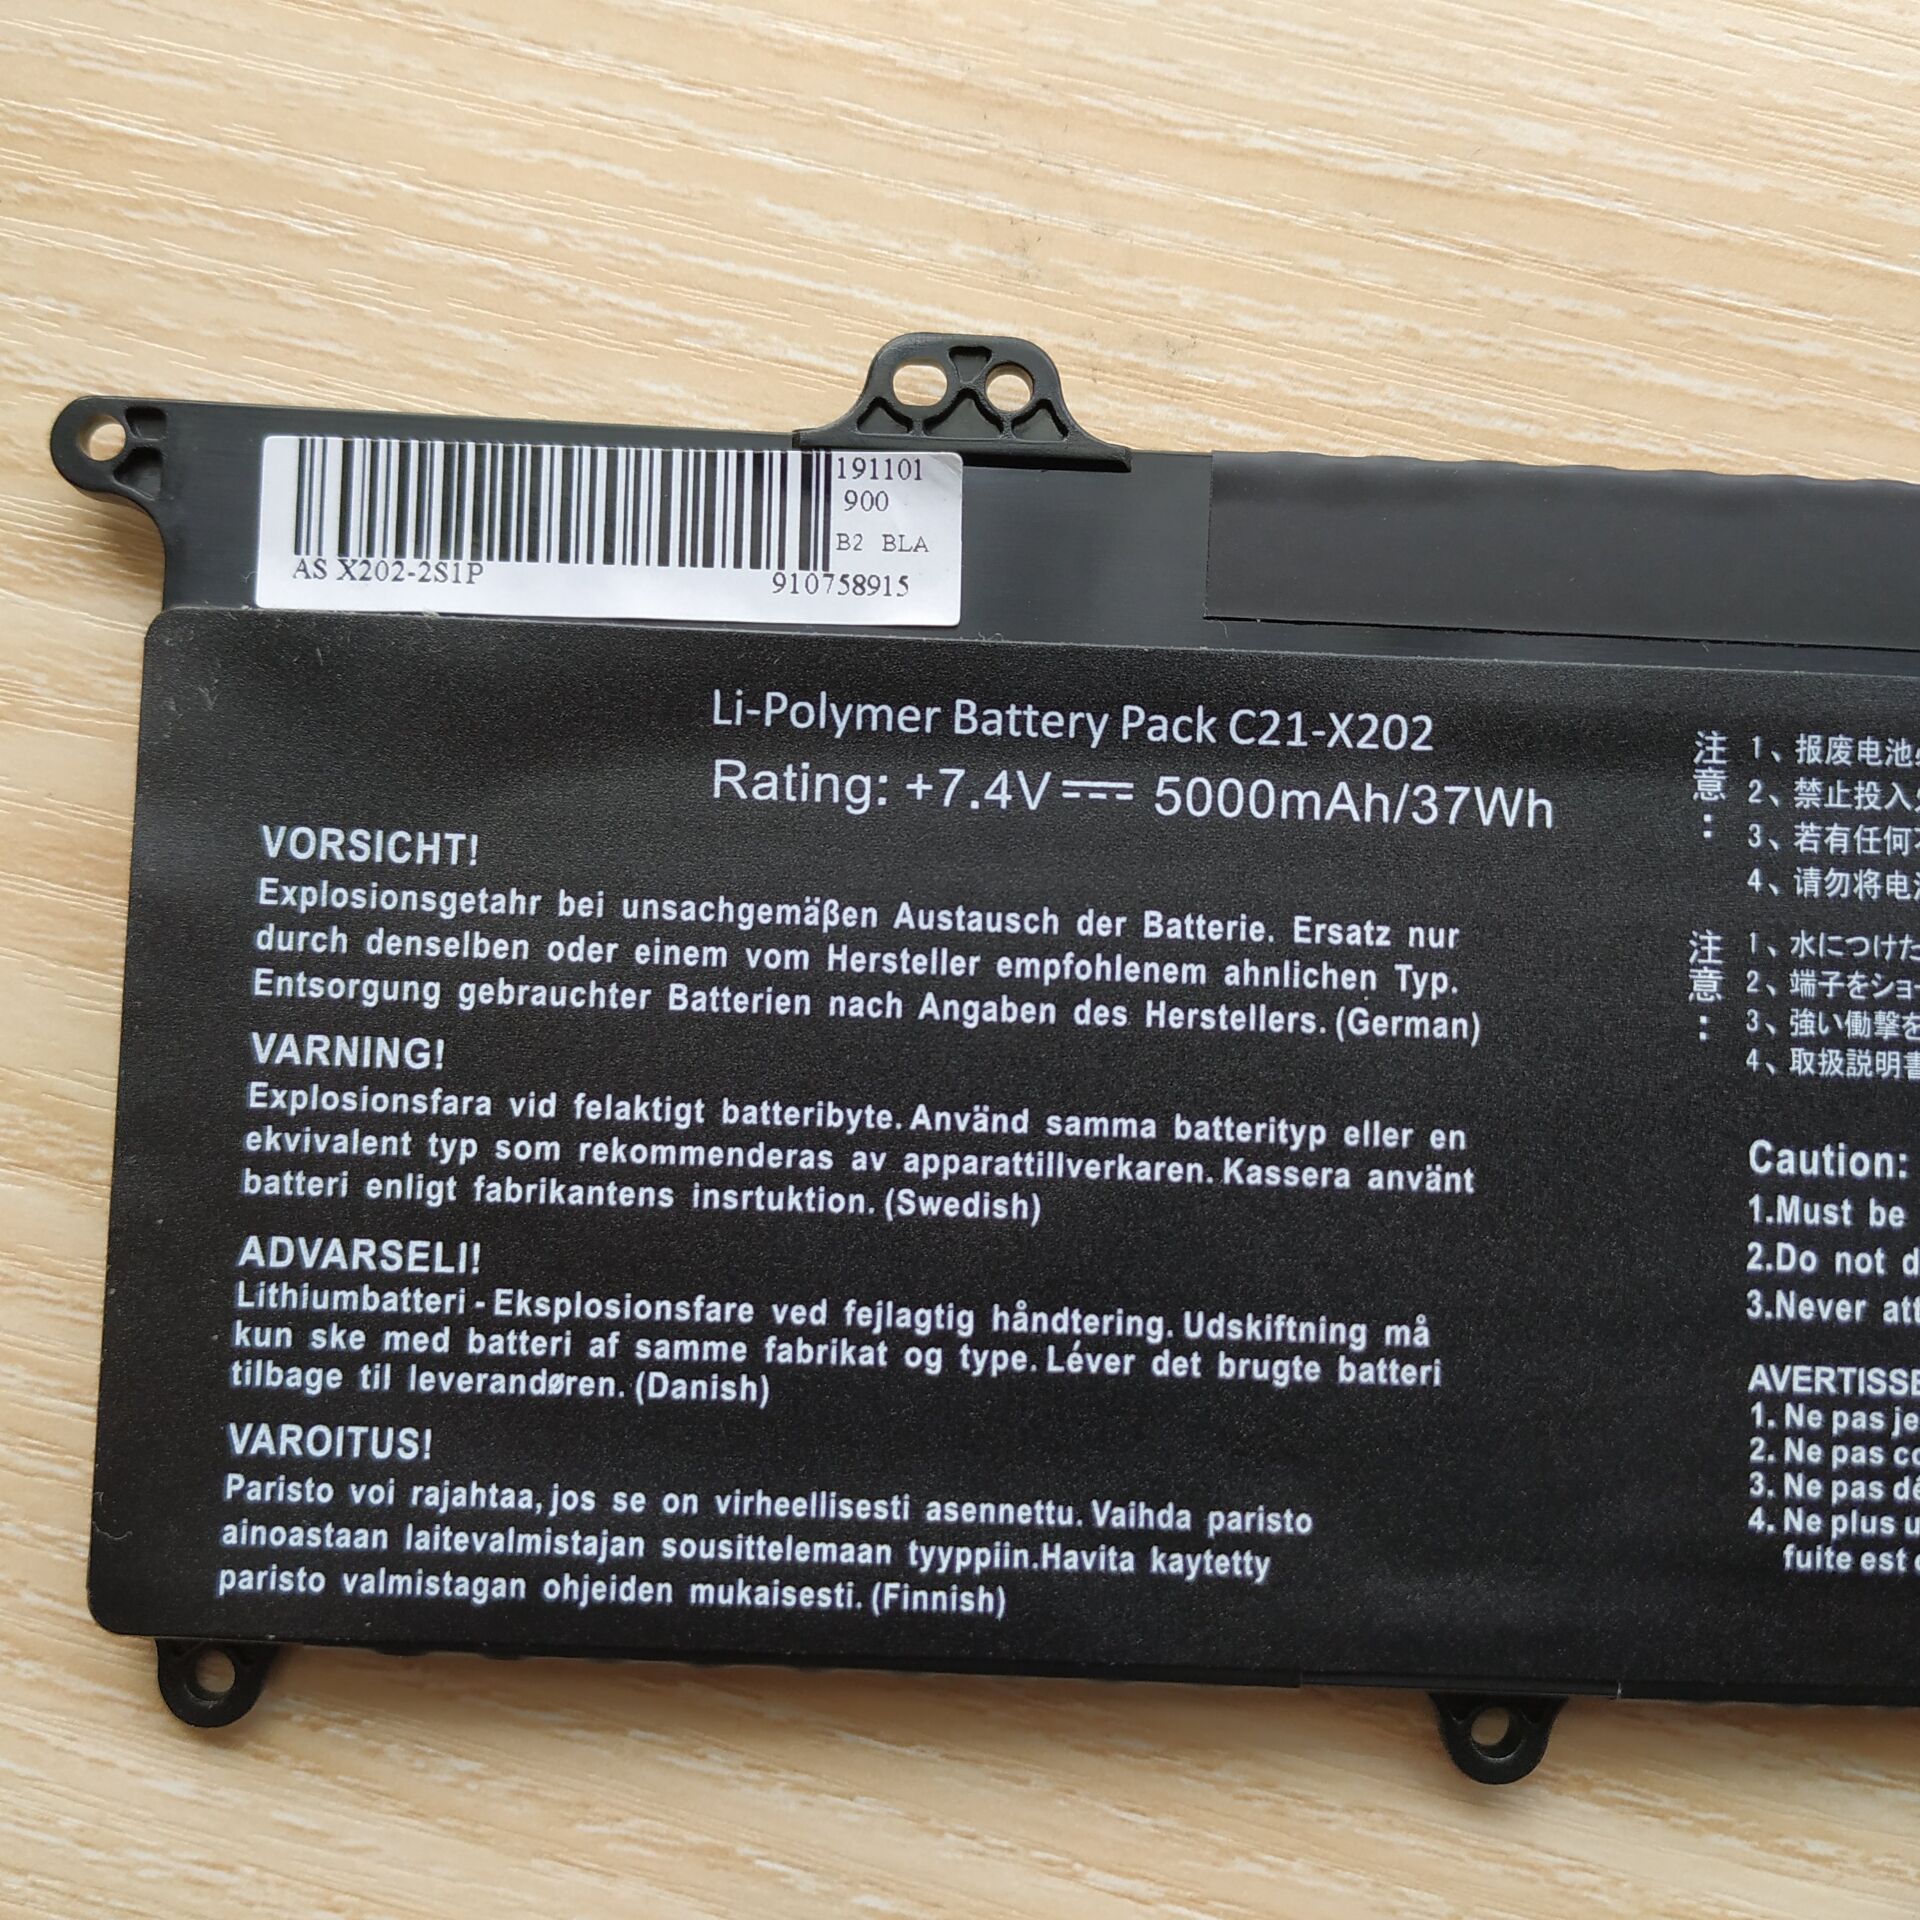 191101
900
B2 BLA
AS X202-2S1P
910758915
Li-Polymer Battery Pack C21-X202
Rating: +7.4V 5000mAh/37Wh
VORSICHT!
Explosionsgetahr bei unsachgemäβen Austausch der Batterie. Ersatz nur
durch denselben oder einem vom Hersteller empfohlenem ahnlichen Typ.
Entsorgung gebrauchter Batterien nach Angaben des Herstellers. (German)
VARNING!
Explosionsfara vid felaktigt batteribyte. Använd samma batterityp eller en
ekvivalent typ som rekommenderas av apparattillverkaren. Kassera använt
batteri enligt fabrikantens insrtuktion. (Swedish)
ADVARSELI!
Lithiumbatteri - Eksplosionsfare ved fejlagtig håndtering. Udskiftning må
kun ske med batteri af samme fabrikat og type. Léver det brugte batteri
tilbage til leverandøren. (Danish)
VAROITUS!
Paristo voi rajahtaa, jos se on virheellisesti asennettu. Vaihda paristo
ainoastaan laitevalmistajan sousittelemaan tyyppiin. Havita kaytetty
paristo valmistagan ohjeiden mukaisesti. (Finnish)
注意：
1、报废电池
2、禁止投入
3、若有任何
4、请勿将电
注意：
1、水につけた
2、端子をショ
3、強い働撃を
4、取扱説明書
Caution:
1.Must be
2.Do not d
3.Never att
AVERTISSE
1. Ne pas je
2. Ne pas co
3. Ne pas dé
4. Ne plus u
fuite est